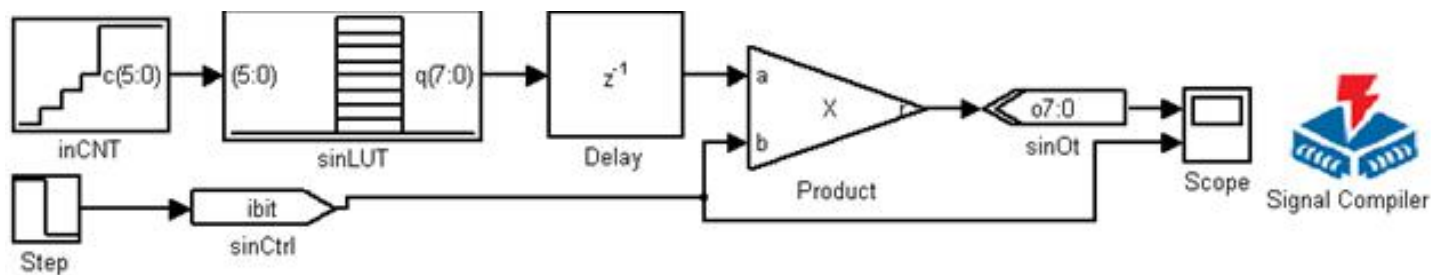 c(5:0)
inCNT
(5:0)
q(7:0)
sinLUT
z-1
Delay
a
b
X
r
Product
o7:0
sinOt
Scope
Signal Compiler
Step
ibit
sinCtrl